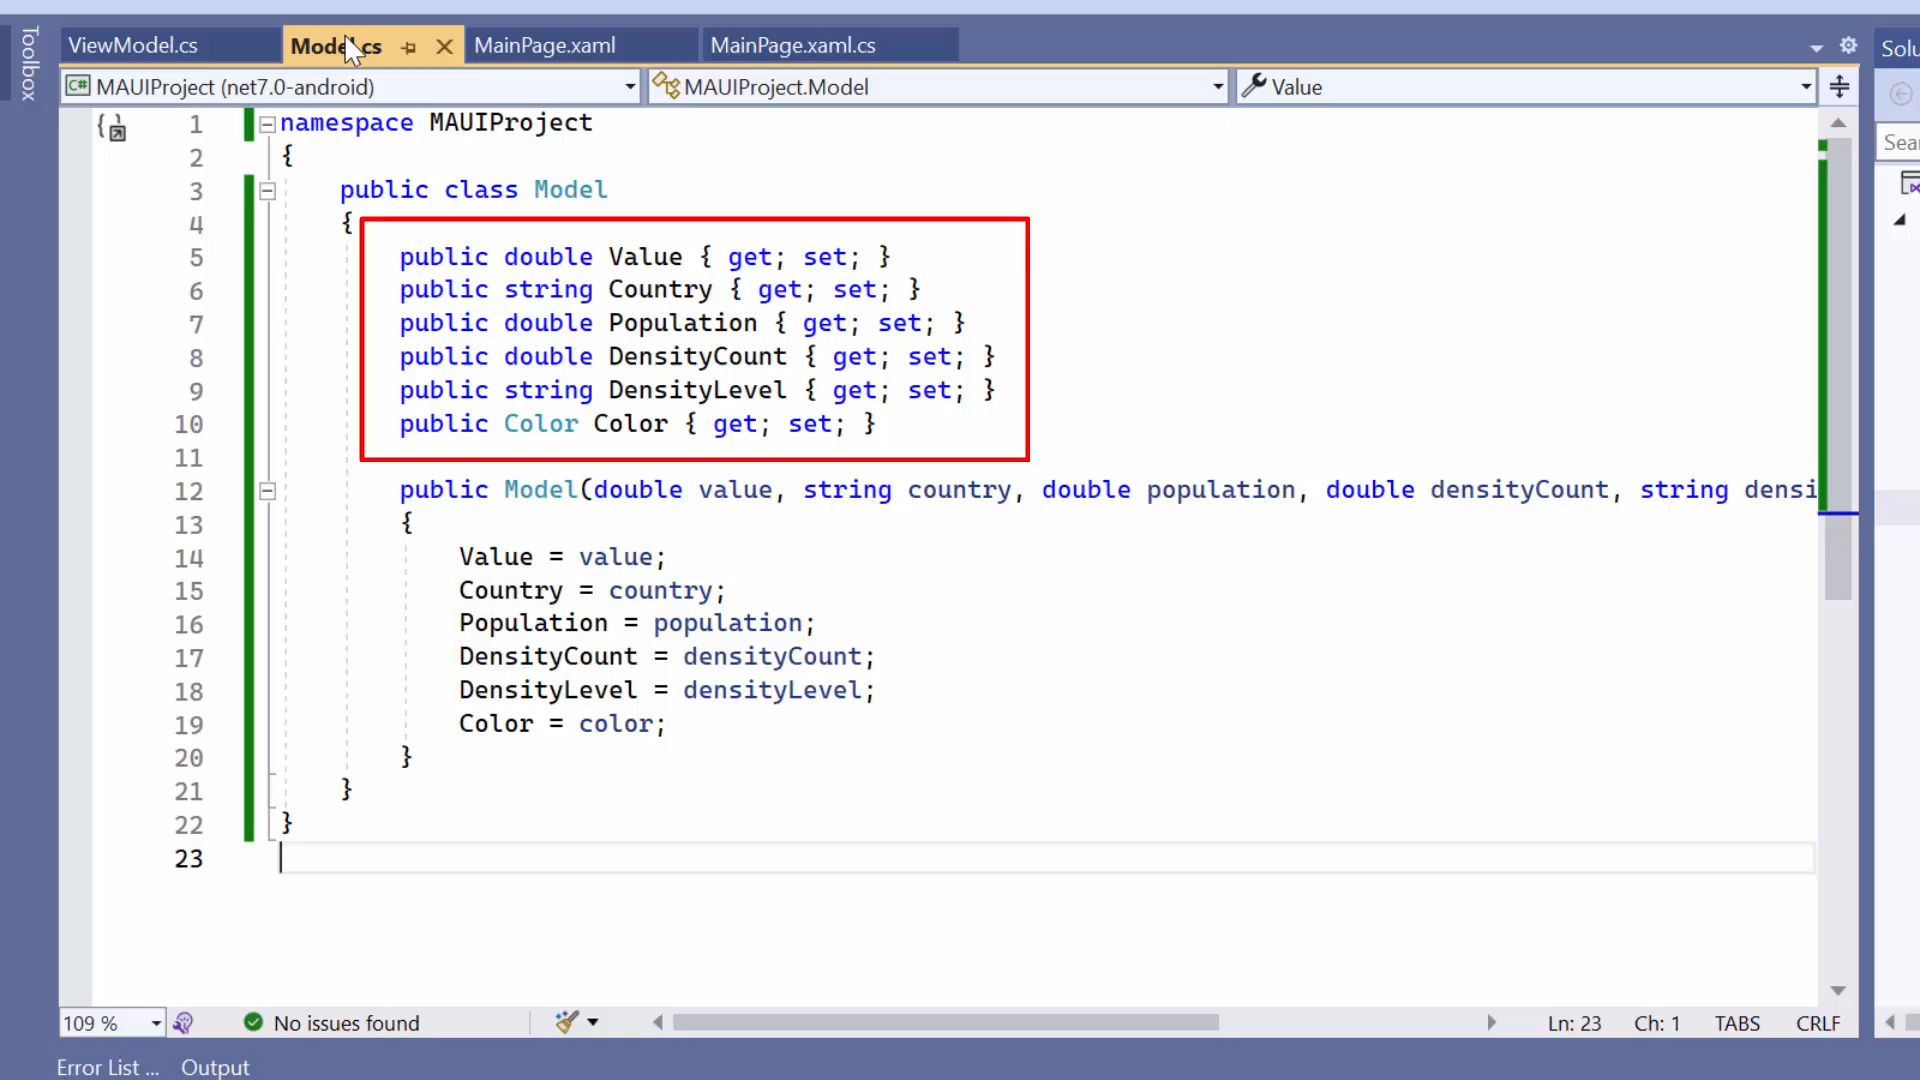 Toolbox
ViewModel.cs
Model.cs
MainPage.xaml
MainPage.xaml.cs
Solu
C# MAUIProject (net7.0-android)
MAUIProject.Model
Value
Sear
1 namespace MAUIProject
2 {
3 public class Model
4 {
5 public double Value { get; set; }
6 public string Country { get; set; }
7 public double Population { get; set; }
8 public double DensityCount { get; set; }
9 public string DensityLevel { get; set; }
10 public Color Color { get; set; }
11
12 public Model(double value, string country, double population, double densityCount, string densi
13 {
14 Value = value;
15 Country = country;
16 Population = population;
17 DensityCount = densityCount;
18 DensityLevel = densityLevel;
19 Color = color;
20 }
21 }
22 }
23
109 %
No issues found
Ln: 23
Ch: 1
TABS
CRLF
Error List ...
Output